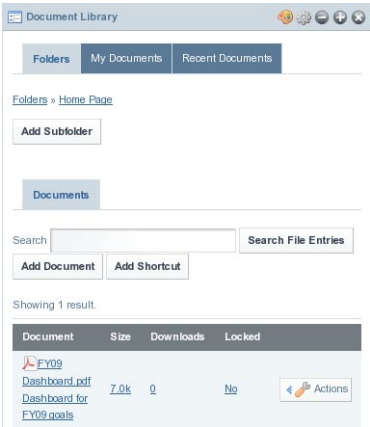 Document Library
Folders My Documents Recent Documents
Folders » Home Page
Add Subfolder
Documents
Search Search File Entries
Add Document Add Shortcut
Showing 1 result.
Document Size Downloads Locked
FY09
Dashboard.pdf
Dashboard for
FY09 goals
7.0k 0 No Actions